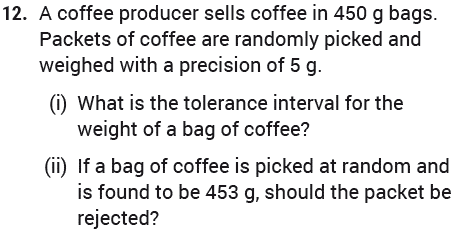 12. A coffee producer sells coffee in 450 g bags.
Packets of coffee are randomly picked and
weighed with a precision of 5 g.
(i) What is the tolerance interval for the
weight of a bag of coffee?
(ii) If a bag of coffee is picked at random and
is found to be 453 g, should the packet be
rejected?